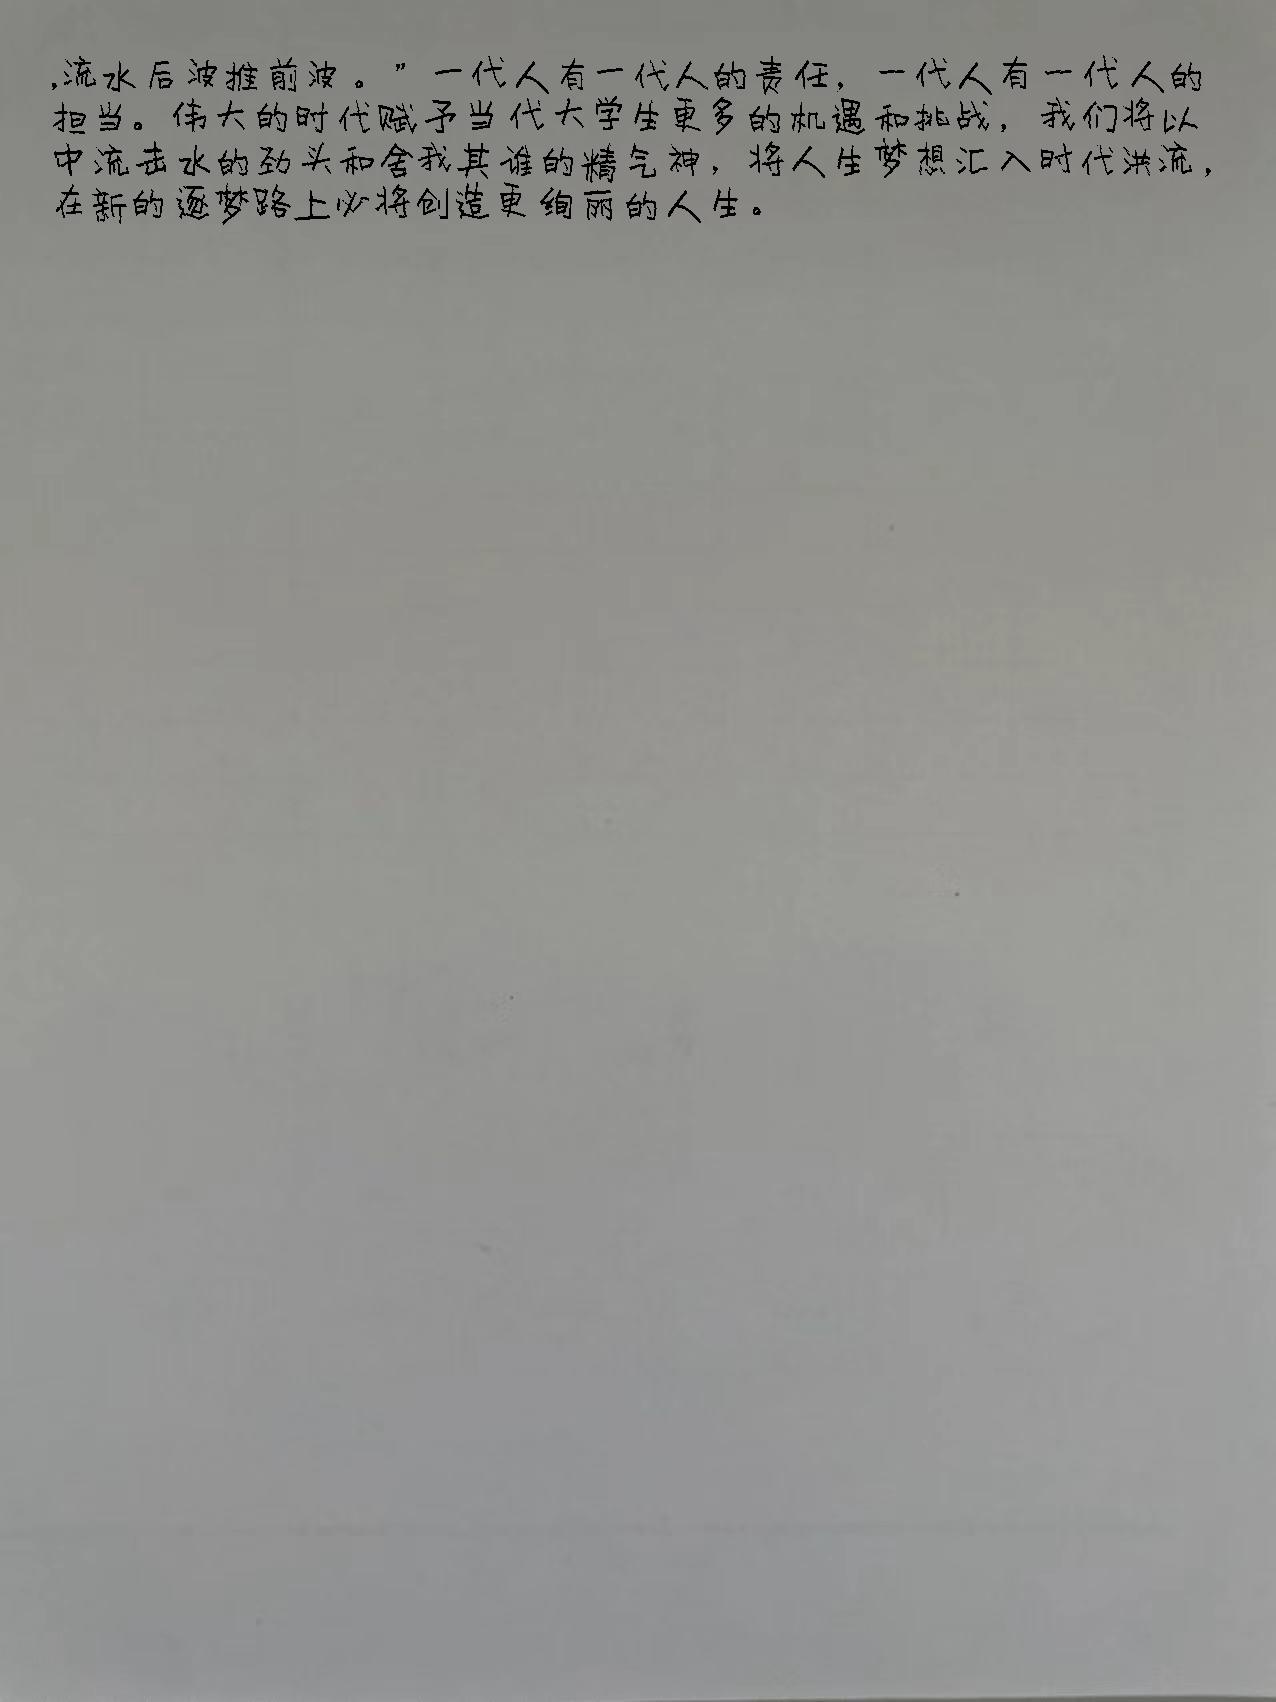 ,流水后波推前波。”一代人有一代人的责任，一代人有一代人的
担当。伟大的时代赋予当代大学生更多的机遇和挑战，我们将以
中流击水的劲头和舍我其谁的精气神，将人生梦想汇入时代洪流，
在新的逐梦路上必将创造更绚丽的人生。